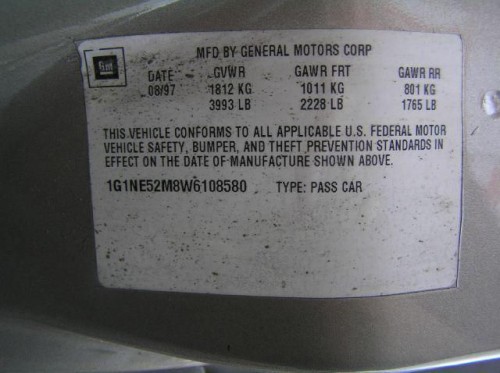 MFD BY GENERAL MOTORS CORP
GM
DATE GVWR GAWR FRT GAWR RR
08/97 1812 KG 1011 KG 801 KG
3993 LB 2228 LB 1765 LB
THIS VEHICLE CONFORMS TO ALL APPLICABLE U.S. FEDERAL MOTOR
VEHICLE SAFETY, BUMPER, AND THEFT PREVENTION STANDARDS IN
EFFECT ON THE DATE OF MANUFACTURE SHOWN ABOVE.
1G1NE52M8W6108580 TYPE: PASS CAR